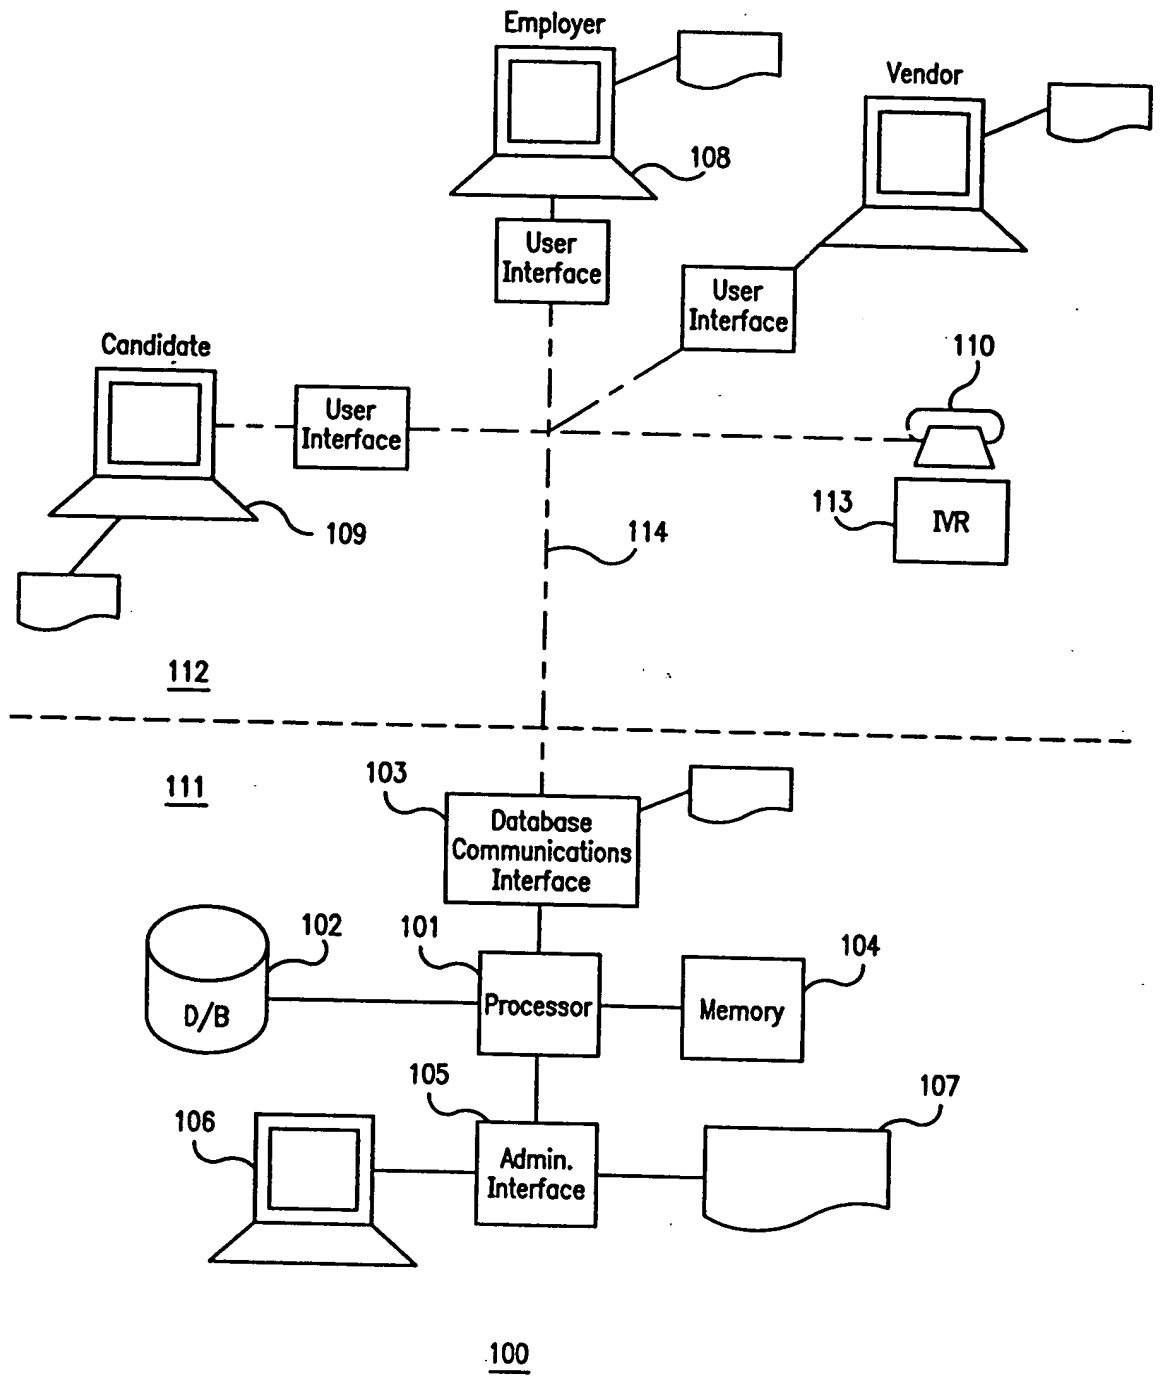 Employer
Vendor
108
User
Interface
User
Interface
110
Candidate
User
Interface
113
IVR
109
114
112
111
103
Database
Communications
Interface
102
101
104
D/B
Processor
Memory
105
107
106
Admin.
Interface
100